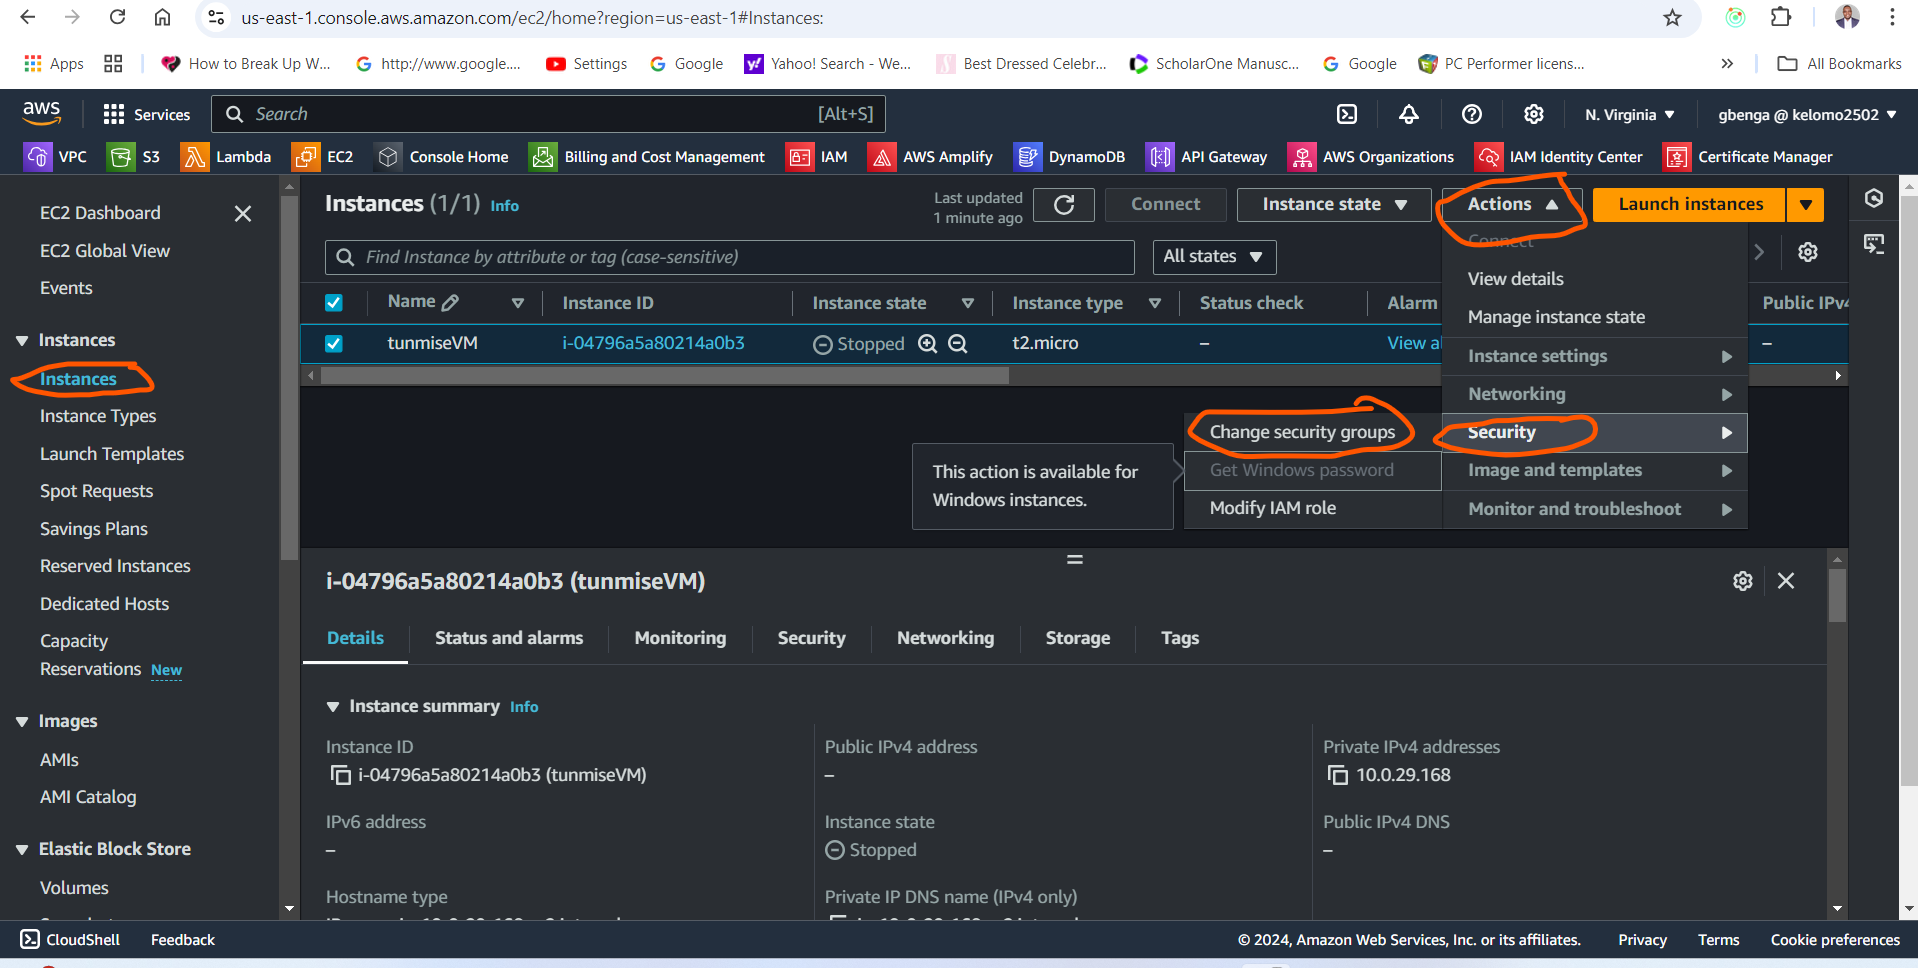 us-east-1.console.aws.amazon.com/ec2/home?region=us-east-1#Instances:
Apps
How to Break Up W...
http://www.google....
Settings
Google
Yahoo! Search - We...
Best Dressed Celebr...
ScholarOne Manusc...
Google
PC Performer licens...
»
All Bookmarks
aws
Services
Search
[Alt+S]
N. Virginia
gbenga @ kelomo2502
VPC
S3
Lambda
EC2
Console Home
Billing and Cost Management
IAM
AWS Amplify
DynamoDB
API Gateway
AWS Organizations
IAM Identity Center
Certificate Manager
EC2 Dashboard
EC2 Global View
Events
Instances
Instances
Instance Types
Launch Templates
Spot Requests
Savings Plans
Reserved Instances
Dedicated Hosts
Capacity
Reservations New
Images
AMIs
AMI Catalog
Elastic Block Store
Volumes
Instances (1/1) Info
Last updated
1 minute ago
Connect
Instance state
Actions
Launch instances
Find Instance by attribute or tag (case-sensitive)
All states
Name
Instance ID
Instance state
Instance type
Status check
Alarm
Public IPv4
tunmiseVM
i-04796a5a80214a0b3
Stopped
t2.micro
–
View al
–
Connect
View details
Manage instance state
Instance settings
Networking
Security
Image and templates
Monitor and troubleshoot
Change security groups
Get Windows password
Modify IAM role
This action is available for
Windows instances.
i-04796a5a80214a0b3 (tunmiseVM)
Details
Status and alarms
Monitoring
Security
Networking
Storage
Tags
Instance summary Info
Instance ID
i-04796a5a80214a0b3 (tunmiseVM)
Public IPv4 address
–
Private IPv4 addresses
10.0.29.168
IPv6 address
–
Instance state
Stopped
Public IPv4 DNS
–
Hostname type
Private IP DNS name (IPv4 only)
CloudShell
Feedback
© 2024, Amazon Web Services, Inc. or its affiliates.
Privacy
Terms
Cookie preferences